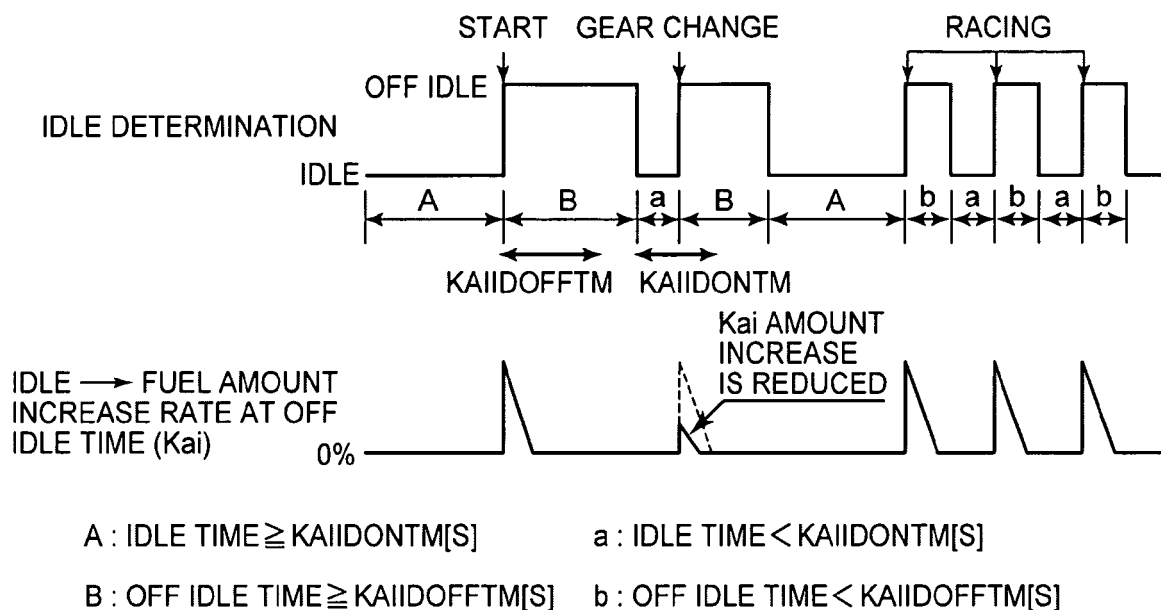 START GEAR CHANGE RACING
OFF IDLE
IDLE DETERMINATION
IDLE
A B a B A b a b a b
KAIIDOFFTM KAIIDONTM
Kai AMOUNT
INCREASE
IS REDUCED
IDLE → FUEL AMOUNT
INCREASE RATE AT OFF
IDLE TIME (Kai)
0%
A : IDLE TIME ≧ KAIIDONTM[S] a : IDLE TIME < KAIIDONTM[S]
B : OFF IDLE TIME ≧ KAIIDOFFTM[S] b : OFF IDLE TIME < KAIIDOFFTM[S]